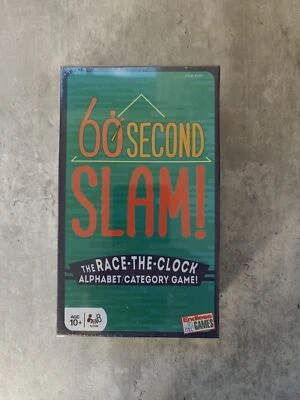 60 SECOND
SLAM!
THE RACE-THE-CLOCK
ALPHABET/CATEGORY GAME!
AGE
10+
Endless
GAMES